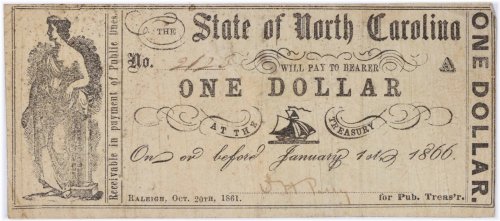 THE State of North Carolina
No.
WILL PAY TO BEARER A
ONE DOLLAR
AT THE TREASURY
On or before January 1st 1866.
RALEIGH, OCT. 20TH, 1861.
for Pub. Treas'r.
Receivable in payment of Public Dues.
ONE DOLLAR.